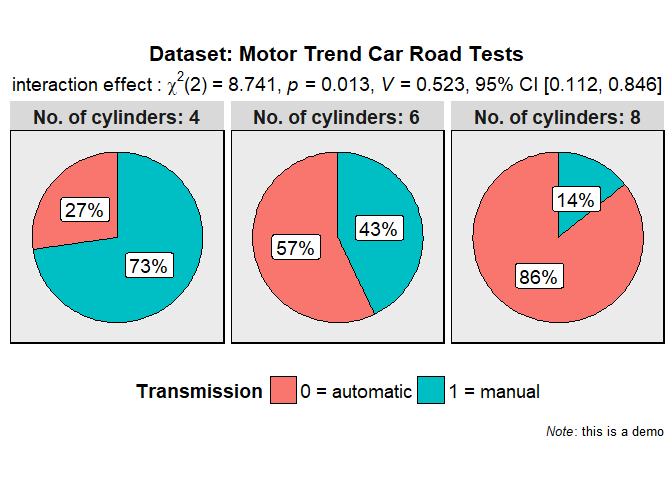 Dataset: Motor Trend Car Road Tests
interaction effect : χ²(2) = 8.741, p = 0.013, V = 0.523, 95% CI [0.112, 0.846]
No. of cylinders: 4
No. of cylinders: 6
No. of cylinders: 8
27%
73%
57%
43%
14%
86%
Transmission 0 = automatic 1 = manual
Note: this is a demo